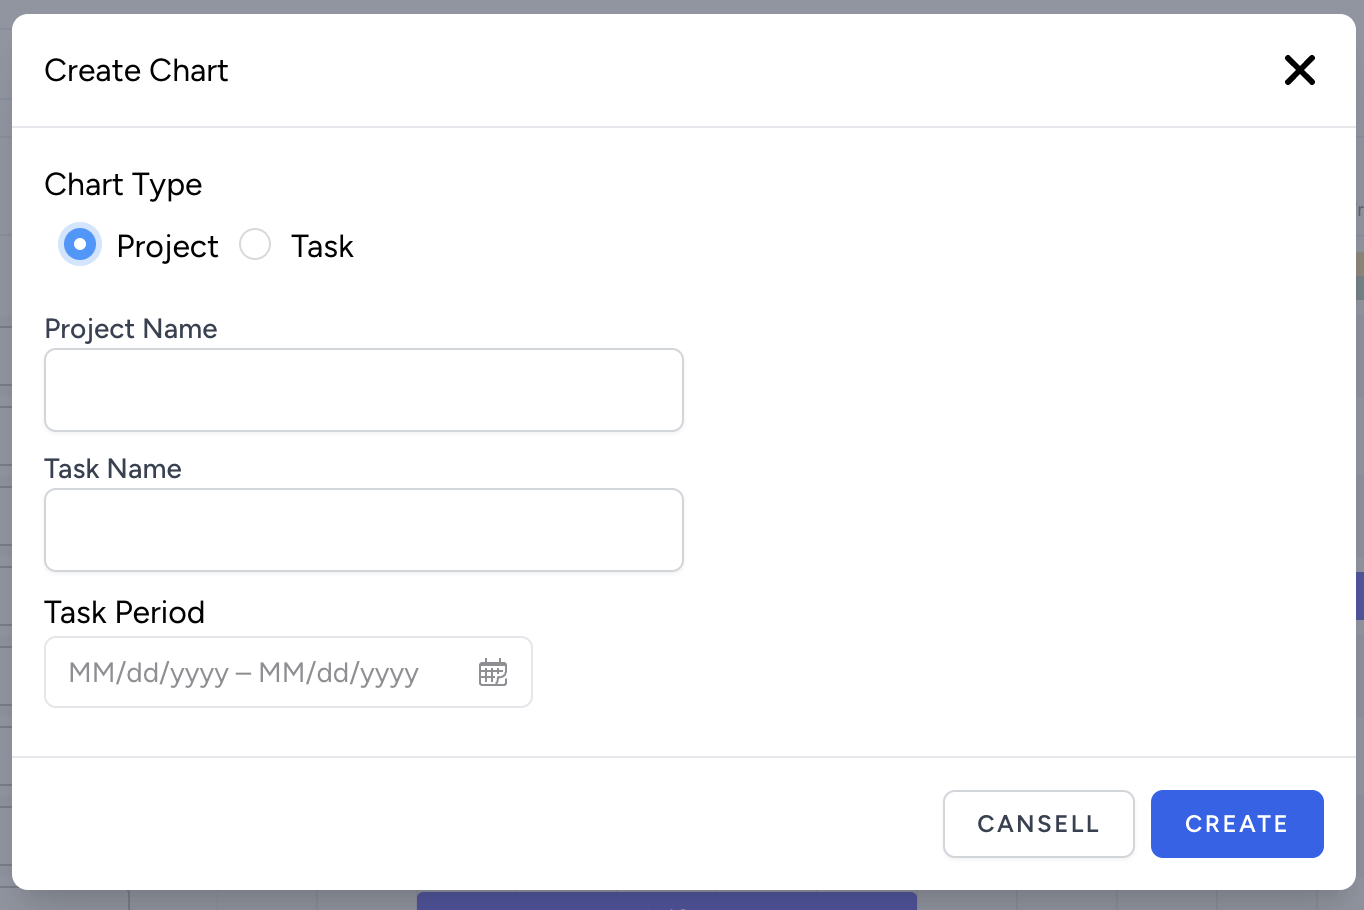 Create Chart
Chart Type
Project Task
Project Name
Task Name
Task Period
MM/dd/yyyy – MM/dd/yyyy
CANSELL CREATE